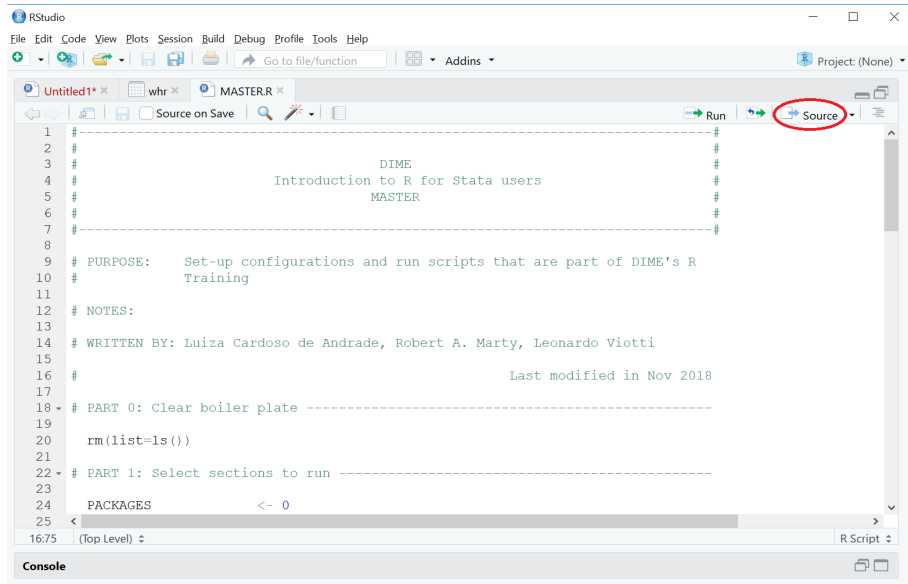 RStudio
File Edit Code View Plots Session Build Debug Profile Tools Help
Go to file/function Addins Project: (None)
Untitled1* whr MASTER.R
Source on Save Run Source
1 #----------------------------------------------------------------------#
2 # #
3 # DIME #
4 # Introduction to R for Stata users #
5 # MASTER #
6 # #
7 #----------------------------------------------------------------------#
8
9 # PURPOSE: Set-up configurations and run scripts that are part of DIME's R
10 # Training
11
12 # NOTES:
13
14 # WRITTEN BY: Luiza Cardoso de Andrade, Robert A. Marty, Leonardo Viotti
15
16 # Last modified in Nov 2018
17
18 # PART 0: Clear boiler plate ---------------------------------------------
19
20 rm(list=ls())
21
22 # PART 1: Select sections to run -----------------------------------------
23
24 PACKAGES <- 0
25
16:75 (Top Level) R Script
Console